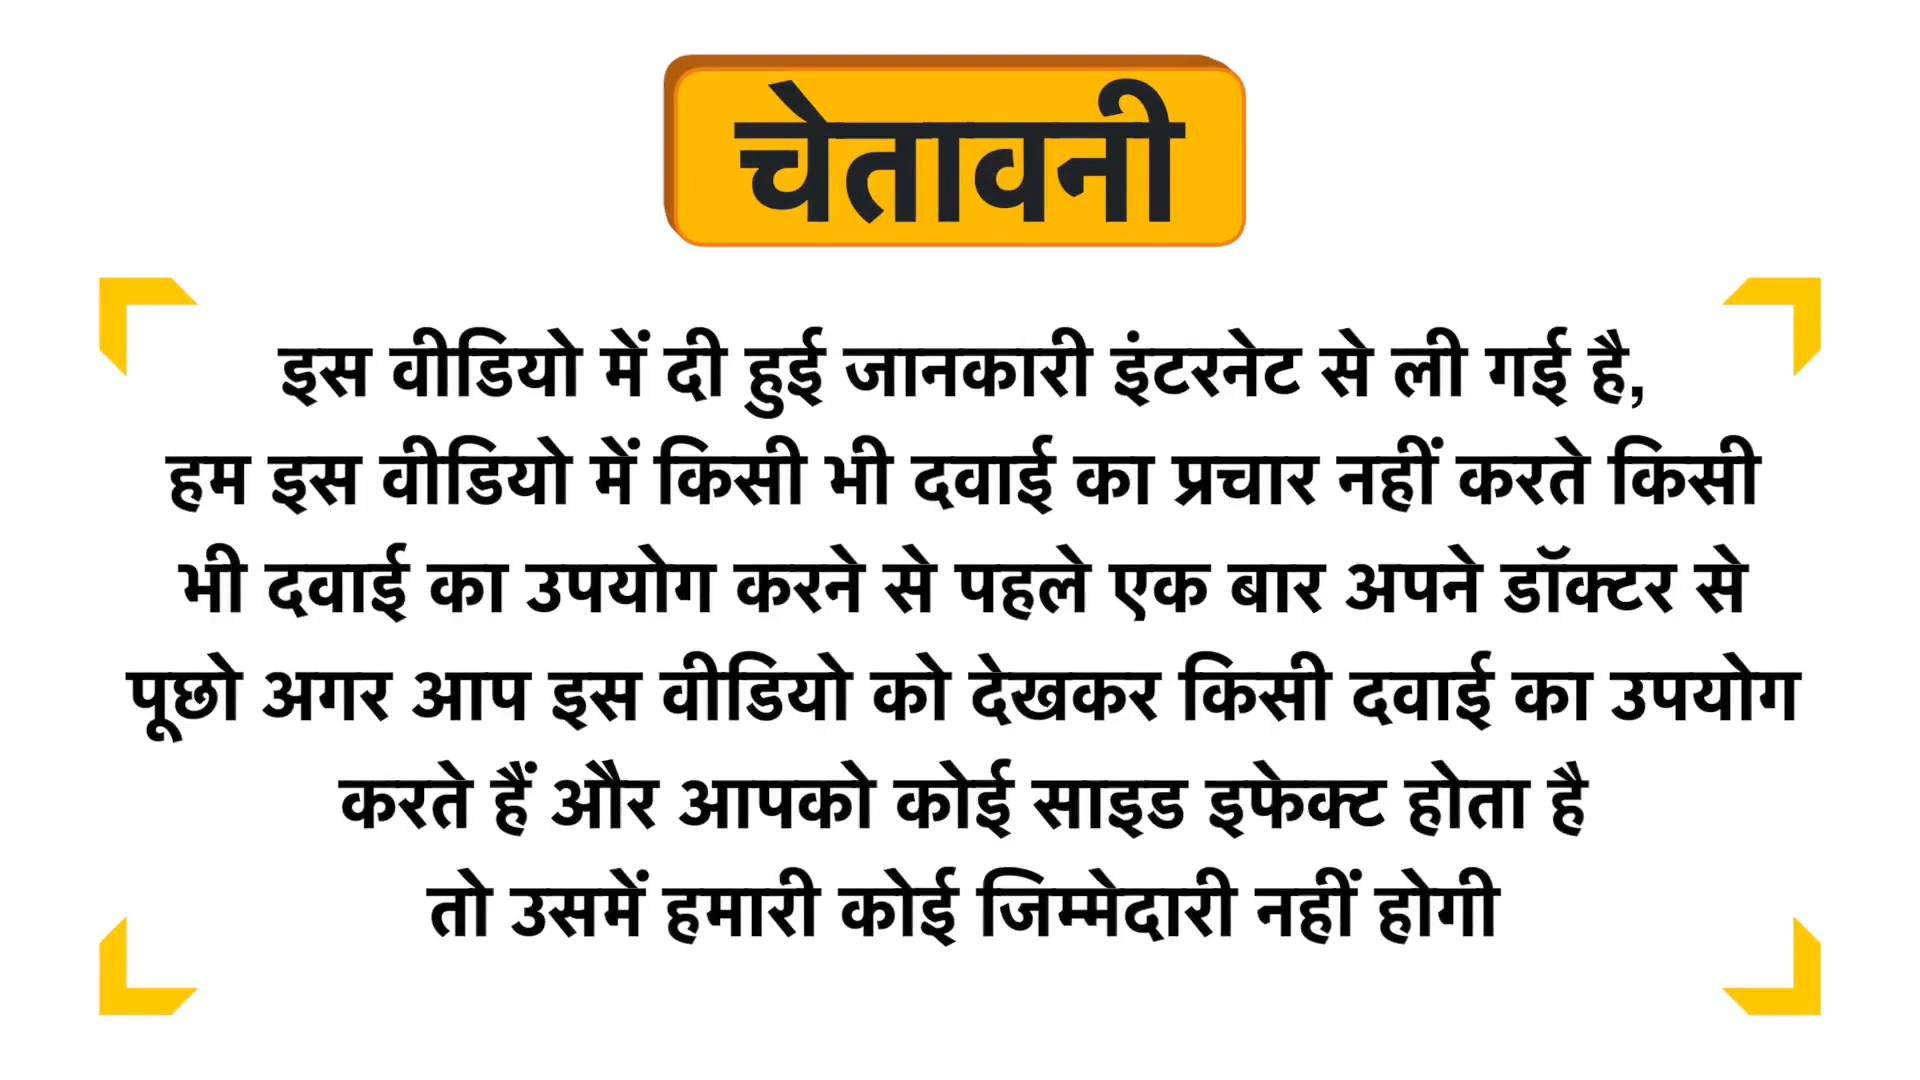 चेतावनी
इस वीडियो में दी हुई जानकारी इंटरनेट से ली गई है,
हम इस वीडियो में किसी भी दवाई का प्रचार नहीं करते किसी
भी दवाई का उपयोग करने से पहले एक बार अपने डॉक्टर से
पूछो अगर आप इस वीडियो को देखकर किसी दवाई का उपयोग
करते हैं और आपको कोई साइड इफेक्ट होता है
तो उसमें हमारी कोई जिम्मेदारी नहीं होगी